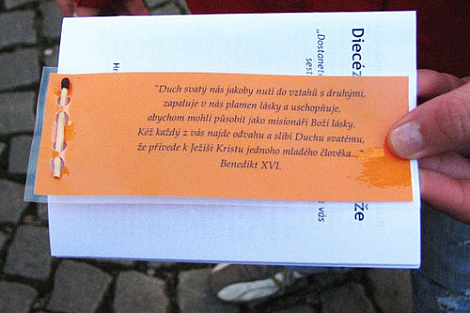 "Duch svatý nás jakoby nutí do vztahů s druhými,
zapaluje v nás plamen lásky a uschopňuje,
abychom mohli působit jako misionáři Boží lásky.
Kéž každý z vás najde odvahu a slíbí Duchu svatému,
že přivede k Ježíši Kristu jednoho mladého člověka..."
Benedikt XVI.
Diecéz
že
„Dostanete
sest
vás